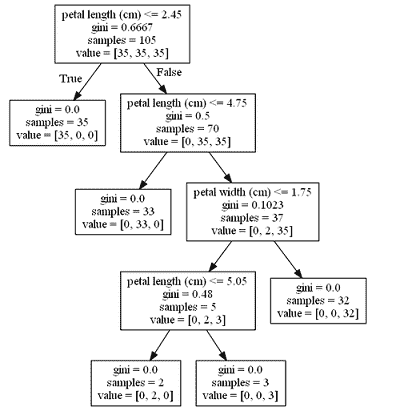 petal length (cm) <= 2.45
gini = 0.6667
samples = 105
value = [35, 35, 35]
True
False
gini = 0.0
samples = 35
value = [35, 0, 0]
petal length (cm) <= 4.75
gini = 0.5
samples = 70
value = [0, 35, 35]
gini = 0.0
samples = 33
value = [0, 33, 0]
petal width (cm) <= 1.75
gini = 0.1023
samples = 37
value = [0, 2, 35]
petal length (cm) <= 5.05
gini = 0.48
samples = 5
value = [0, 2, 3]
gini = 0.0
samples = 32
value = [0, 0, 32]
gini = 0.0
samples = 2
value = [0, 2, 0]
gini = 0.0
samples = 3
value = [0, 0, 3]